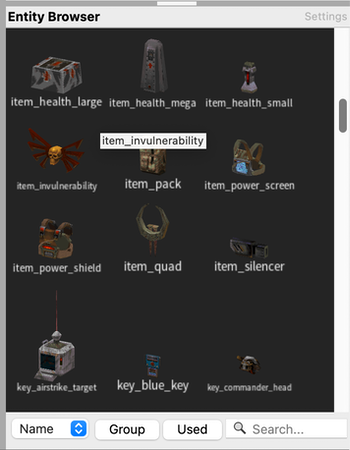 Entity Browser Settings
item_health_large item_health_mega item_health_small
item_invulnerability
item_invulnerability item_pack item_power_screen
item_power_shield item_quad item_silencer
key_airstrike_target key_blue_key key_commander_head
Name Group Used Search...